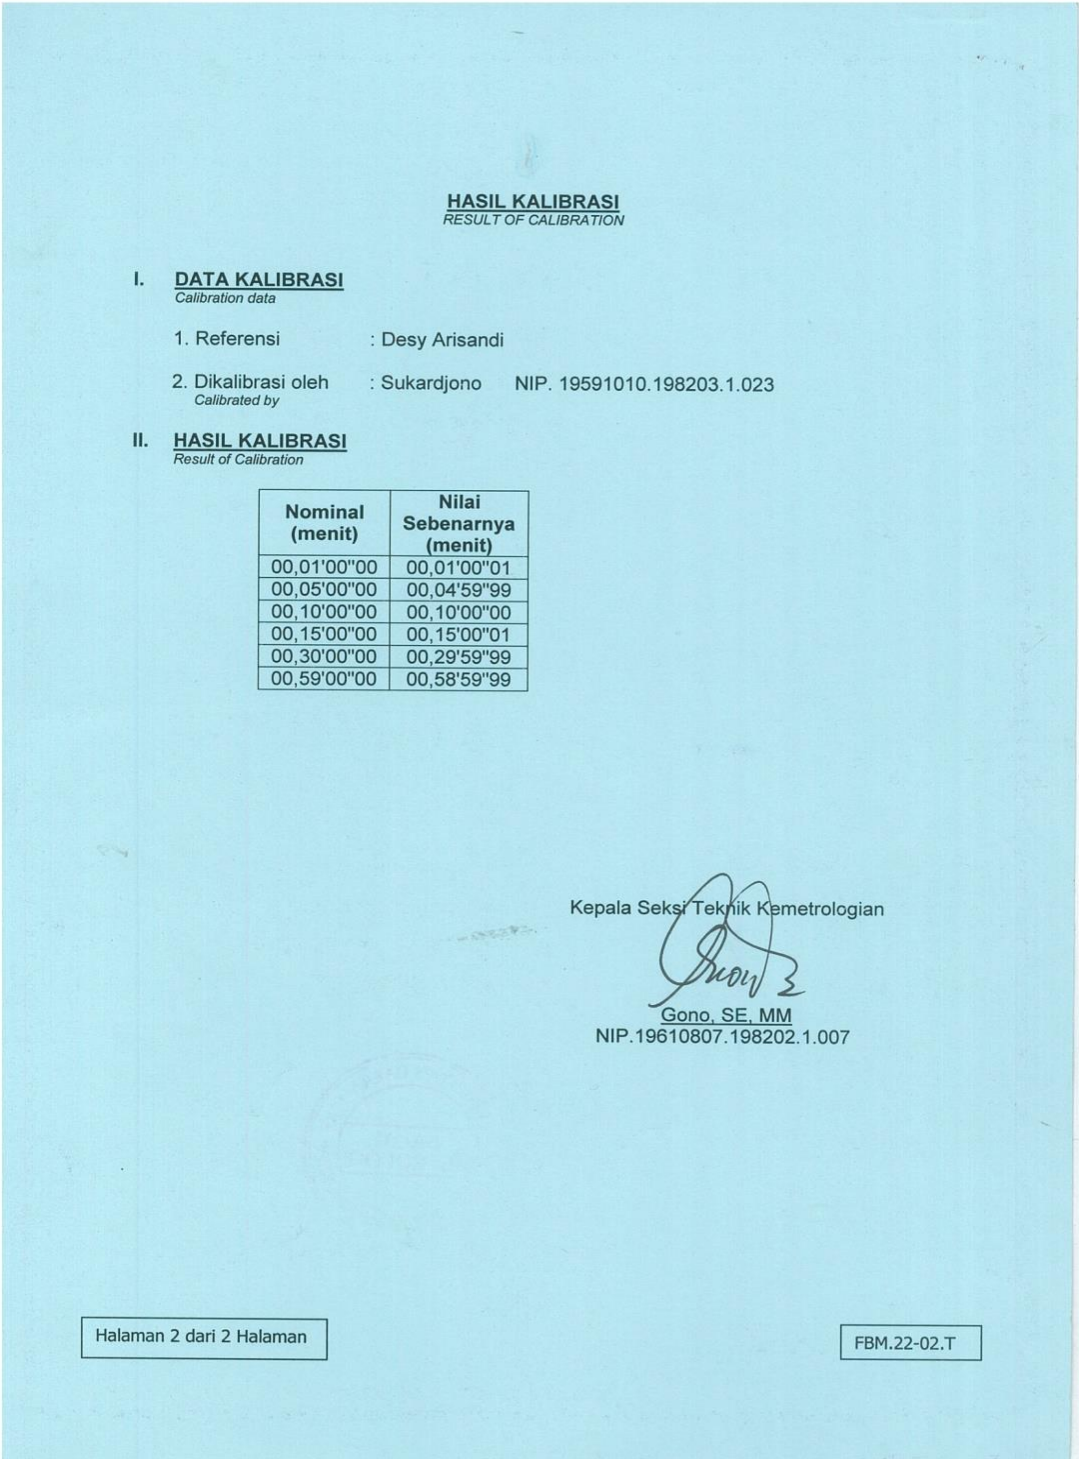 HASIL KALIBRASI
RESULT OF CALIBRATION
I. DATA KALIBRASI
Calibration data
1. Referensi : Desy Arisandi
2. Dikalibrasi oleh : Sukardjono NIP. 19591010.198203.1.023
Calibrated by
II. HASIL KALIBRASI
Result of Calibration
Nominal (menit) Nilai Sebenarnya (menit)
00,01'00"00 00,01'00"01
00,05'00"00 00,04'59"99
00,10'00"00 00,10'00"00
00,15'00"00 00,15'00"01
00,30'00"00 00,29'59"99
00,59'00"00 00,58'59"99
Kepala Seksi Teknik Kemetrologian
Gono, SE, MM
NIP.19610807.198202.1.007
Halaman 2 dari 2 Halaman
FBM.22-02.T